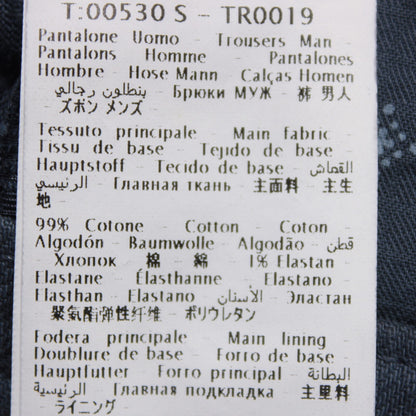 T:00530 S - TR0019
Pantalone Uomo - Trousers Man -
Pantalons Homme - Pantalones
Hombre - Hose Mann - Calças Homen
- بنطلون رجالي - Брюки МУЖ - 裤 男人
- ズボン メンズ
Tessuto principale - Main fabric -
Tissu de base - Tejido de base -
Hauptstoff - Tecido de base - القماش
الرئيسي - Главная ткань - 主面料 - 主生
地 -
99% Cotone - Cotton - Coton -
Algodón - Baumwolle - Algodão - قطن
- Хлопок - 棉 - 綿 1% Elastan
Elastane - Élasthanne - Elastano -
Elasthan - Elastano - الأستان - Эластан
- 聚氨酯弹性纤维 - ポリウレタン
Fodera principale - Main lining -
Doublure de base - Forro de base -
Hauptfutter - Forro principal - البطانة
الرئيسية - Главная подкладка - 主里料
- ライニング -